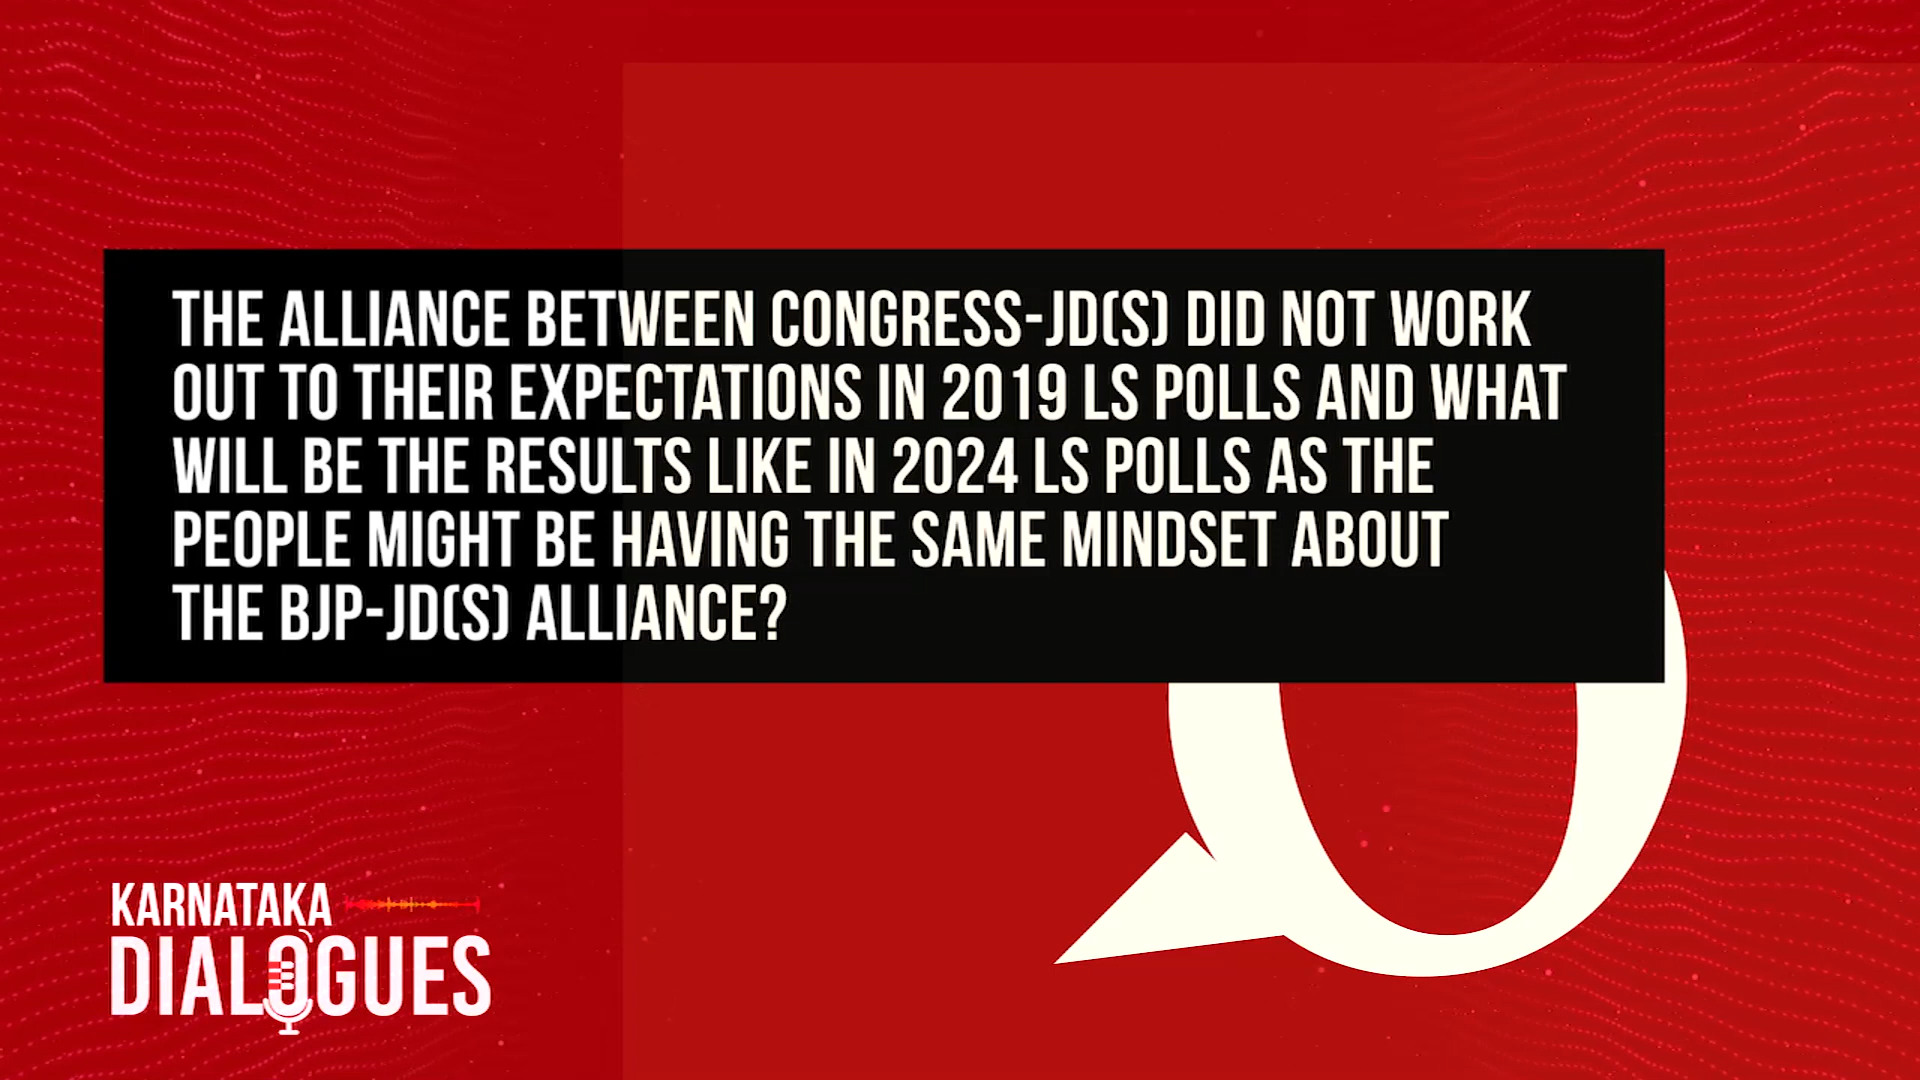 THE ALLIANCE BETWEEN CONGRESS-JD(S) DID NOT WORK
OUT TO THEIR EXPECTATIONS IN 2019 LS POLLS AND WHAT
WILL BE THE RESULTS LIKE IN 2024 LS POLLS AS THE
PEOPLE MIGHT BE HAVING THE SAME MINDSET ABOUT
THE BJP-JD(S) ALLIANCE?
KARNATAKA
DIALOGUES